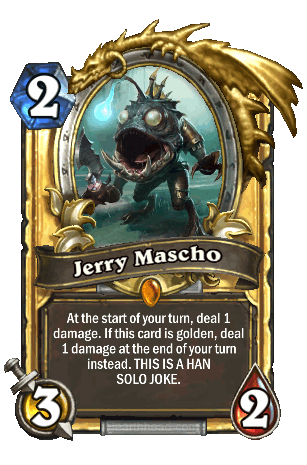 2
Jerry Mascho
At the start of your turn, deal 1
damage. If this card is golden, deal
1 damage at the end of your turn
instead. THIS IS A HAN
SOLO JOKE.
3
2